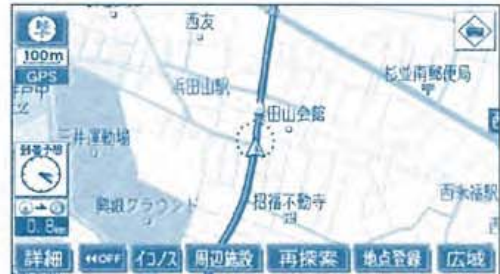 西友
100m
GPS
杉並南郵便局
浜田山駅
田山会館
三井運動場
到着予想
西永福駅
興銀グラウンド
招福不動寺
0.8km
詳細
◀◀OFF
イコノス
周辺施設
再探索
地点登録
広域